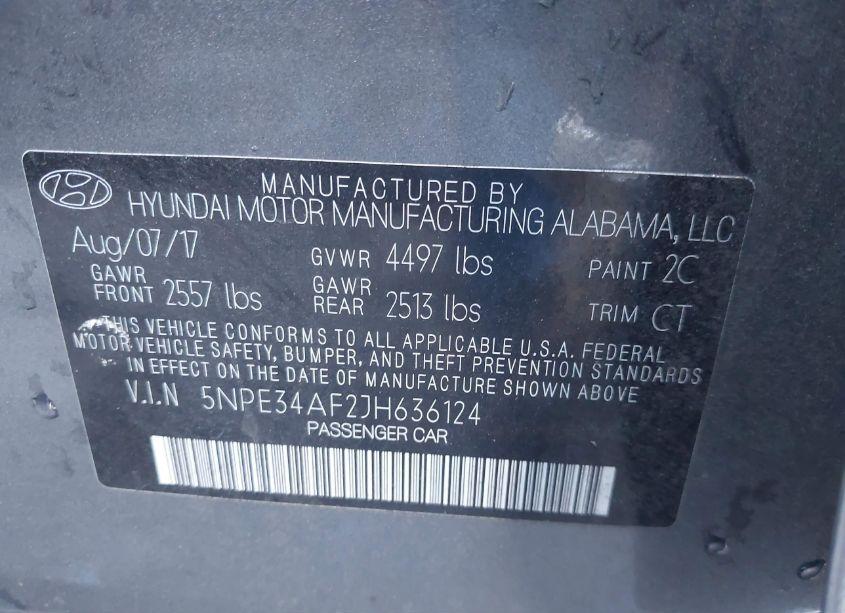 MANUFACTURED BY
HYUNDAI MOTOR MANUFACTURING ALABAMA, LLC
Aug/07/17 GVWR 4497 lbs PAINT 2C
GAWR FRONT 2557 lbs GAWR REAR 2513 lbs TRIM CT
THIS VEHICLE CONFORMS TO ALL APPLICABLE U.S.A. FEDERAL
MOTOR VEHICLE SAFETY, BUMPER, AND THEFT PREVENTION STANDARDS
IN EFFECT ON THE DATE OF MANUFACTURE SHOWN ABOVE
V.I.N 5NPE34AF2JH636124
PASSENGER CAR